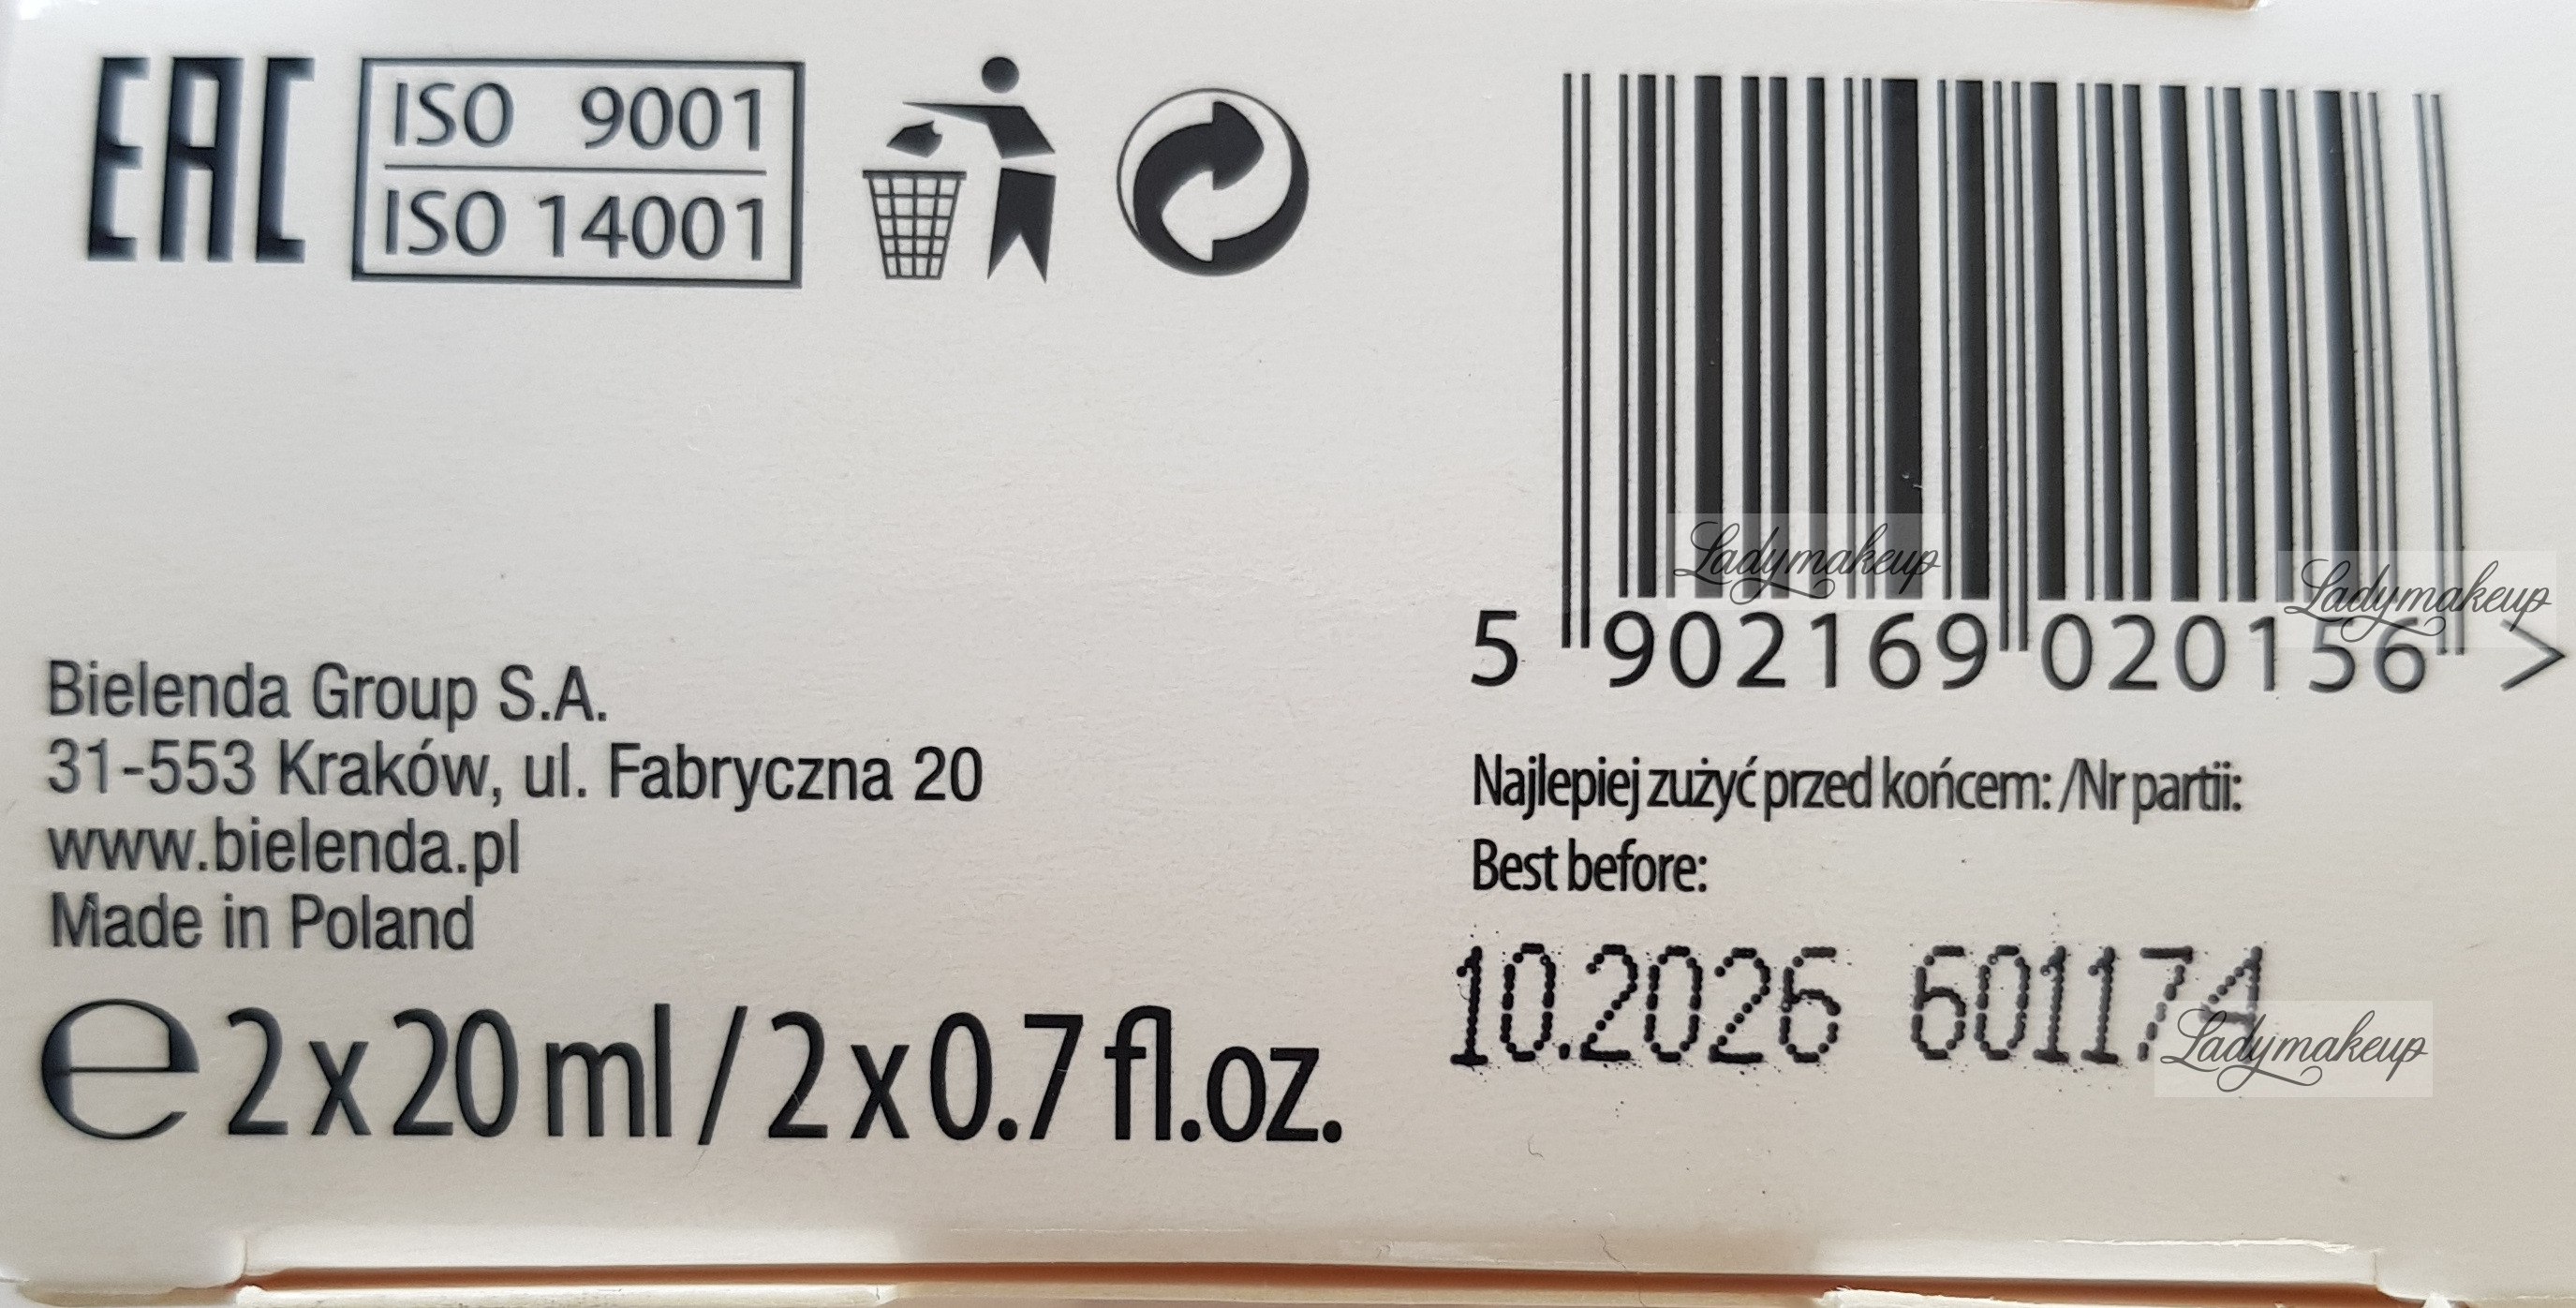 EAC
ISO 9001
ISO 14001
5 902169 020156 >
Ladymakeup
Ladymakeup
Bielenda Group S.A.
31-553 Kraków, ul. Fabryczna 20
www.bielenda.pl
Made in Poland
℮ 2 x 20 ml / 2 x 0.7 fl.oz.
Najlepiej zużyć przed końcem: /Nr partii:
Best before:
10.2026 601174
Ladymakeup